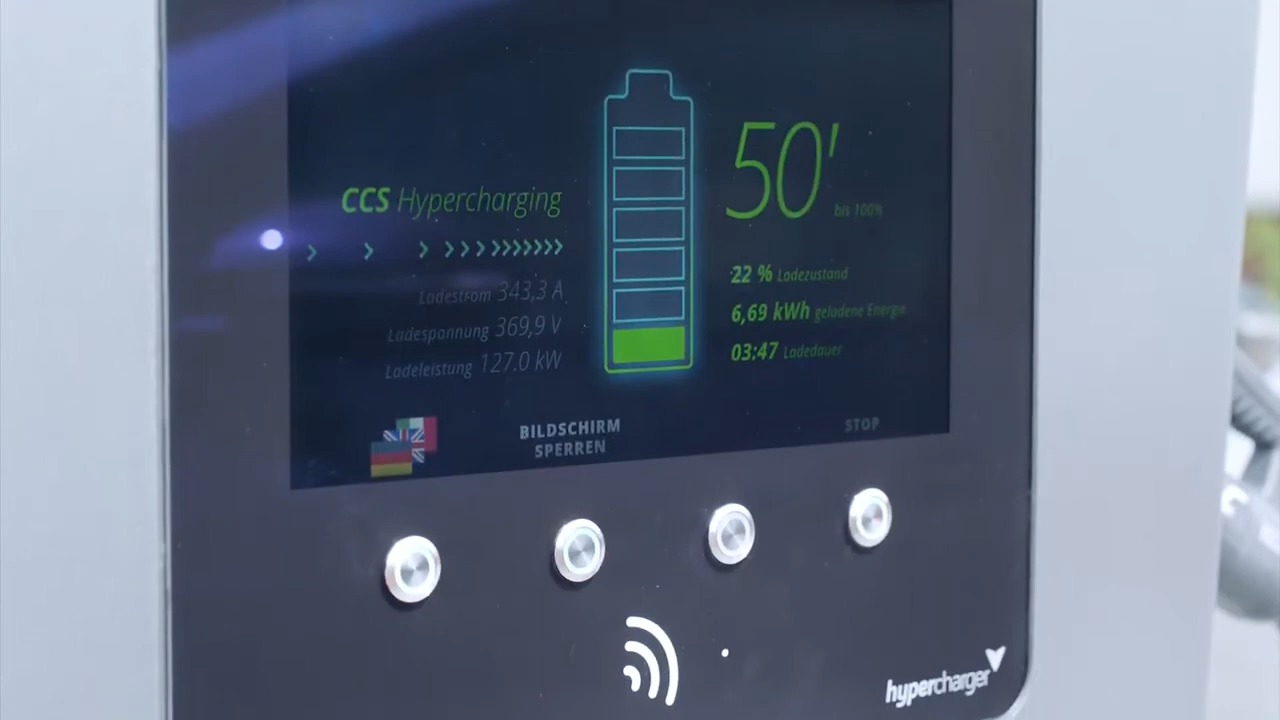 CCS Hypercharging
Ladestrom 343,3 A
Ladespannung 369,9 V
Ladeleistung 127.0 kW
50'
bis 100%
22 % Ladezustand
6,69 kWh geladene Energie
03:47 Ladedauer
BILDSCHIRM
SPERREN
STOP
hypercharger